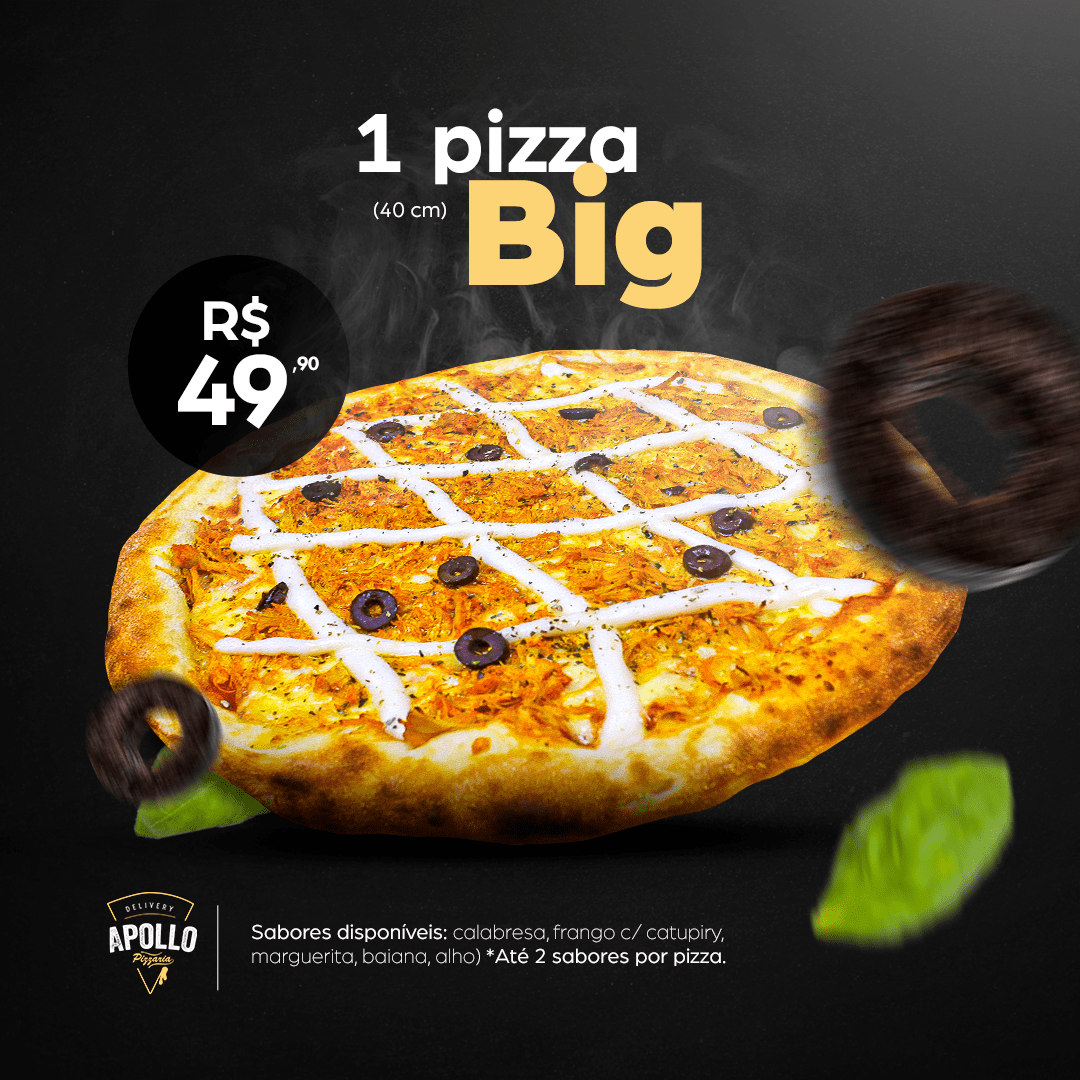 1 pizza
(40 cm)
Big
R$
49,90
DELIVERY
APOLLO
Pizzaria
Sabores disponíveis: calabresa, frango c/ catupiry,
marguerita, baiana, alho) *Até 2 sabores por pizza.